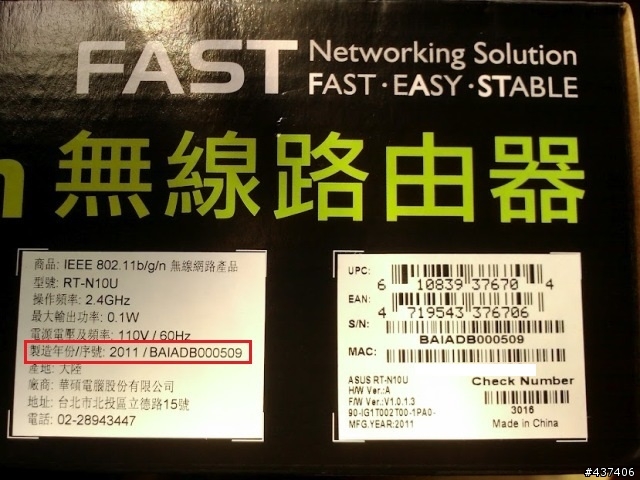 FAST Networking Solution
FAST·EASY·STABLE
n 無線路由器
商品: IEEE 802.11b/g/n 無線網路產品
型號: RT-N10U
操作頻率: 2.4GHz
最大輸出功率: 0.1W
電源電壓及頻率: 110V / 60Hz
製造年份/序號: 2011 / BAIADB000509
產地: 大陸
廠商: 華碩電腦股份有限公司
地址: 台北市北投區立德路15號
電話: 02-28943447
UPC:
6 10839 37670 4
EAN:
4 719543 376706
S/N:
BAIADB000509
MAC:
ASUS RT-N10U
H/W Ver.:A
F/W Ver.:V1.0.1.3
90-IG1T002T00-1PA0-
MFG.YEAR:2011
Check Number
3016
Made in China
#437406